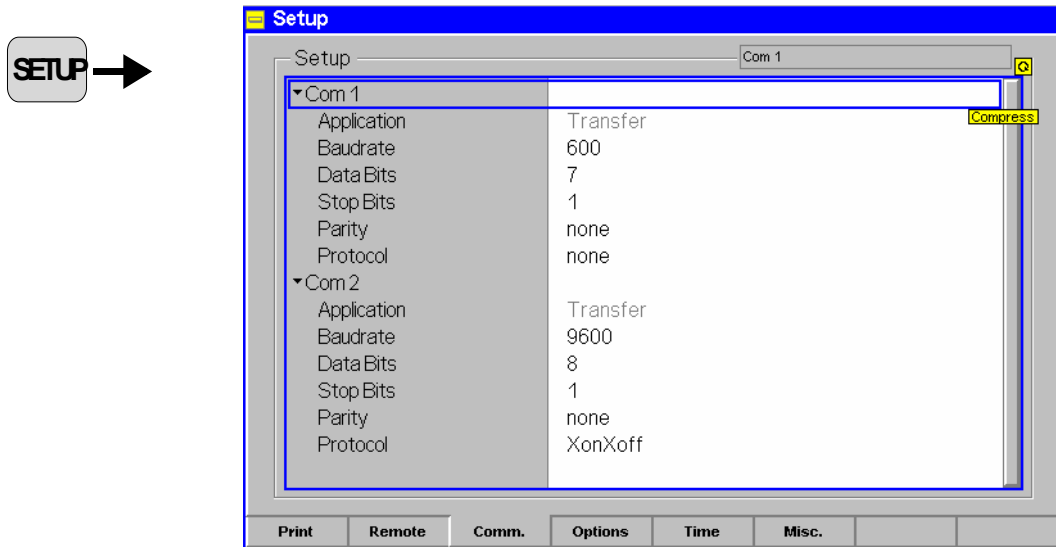 Setup
SETUP
Setup
Com 1
Com 1
Compress
Application Transfer
Baudrate 600
Data Bits 7
Stop Bits 1
Parity none
Protocol none
Com 2
Application Transfer
Baudrate 9600
Data Bits 8
Stop Bits 1
Parity none
Protocol XonXoff
Print Remote Comm. Options Time Misc.